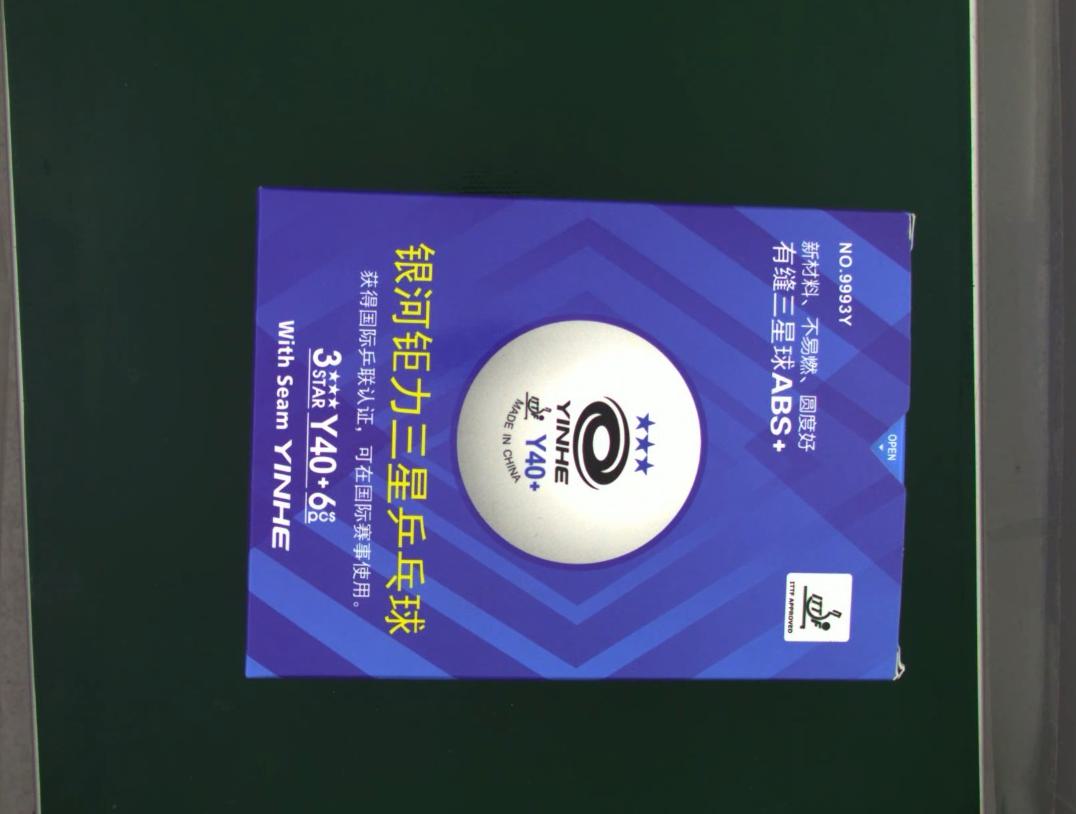 NO.9993Y
新材料、不易燃、圆度好
有缝三星球ABS+
OPEN
ITTF APPROVED
★★★
YINHE
Y40+
MADE IN CHINA
银河钜力三星乒乓球
获得国际乒联认证，可在国际赛事使用。
3★★★STAR Y40+6pcs
With Seam YINHE